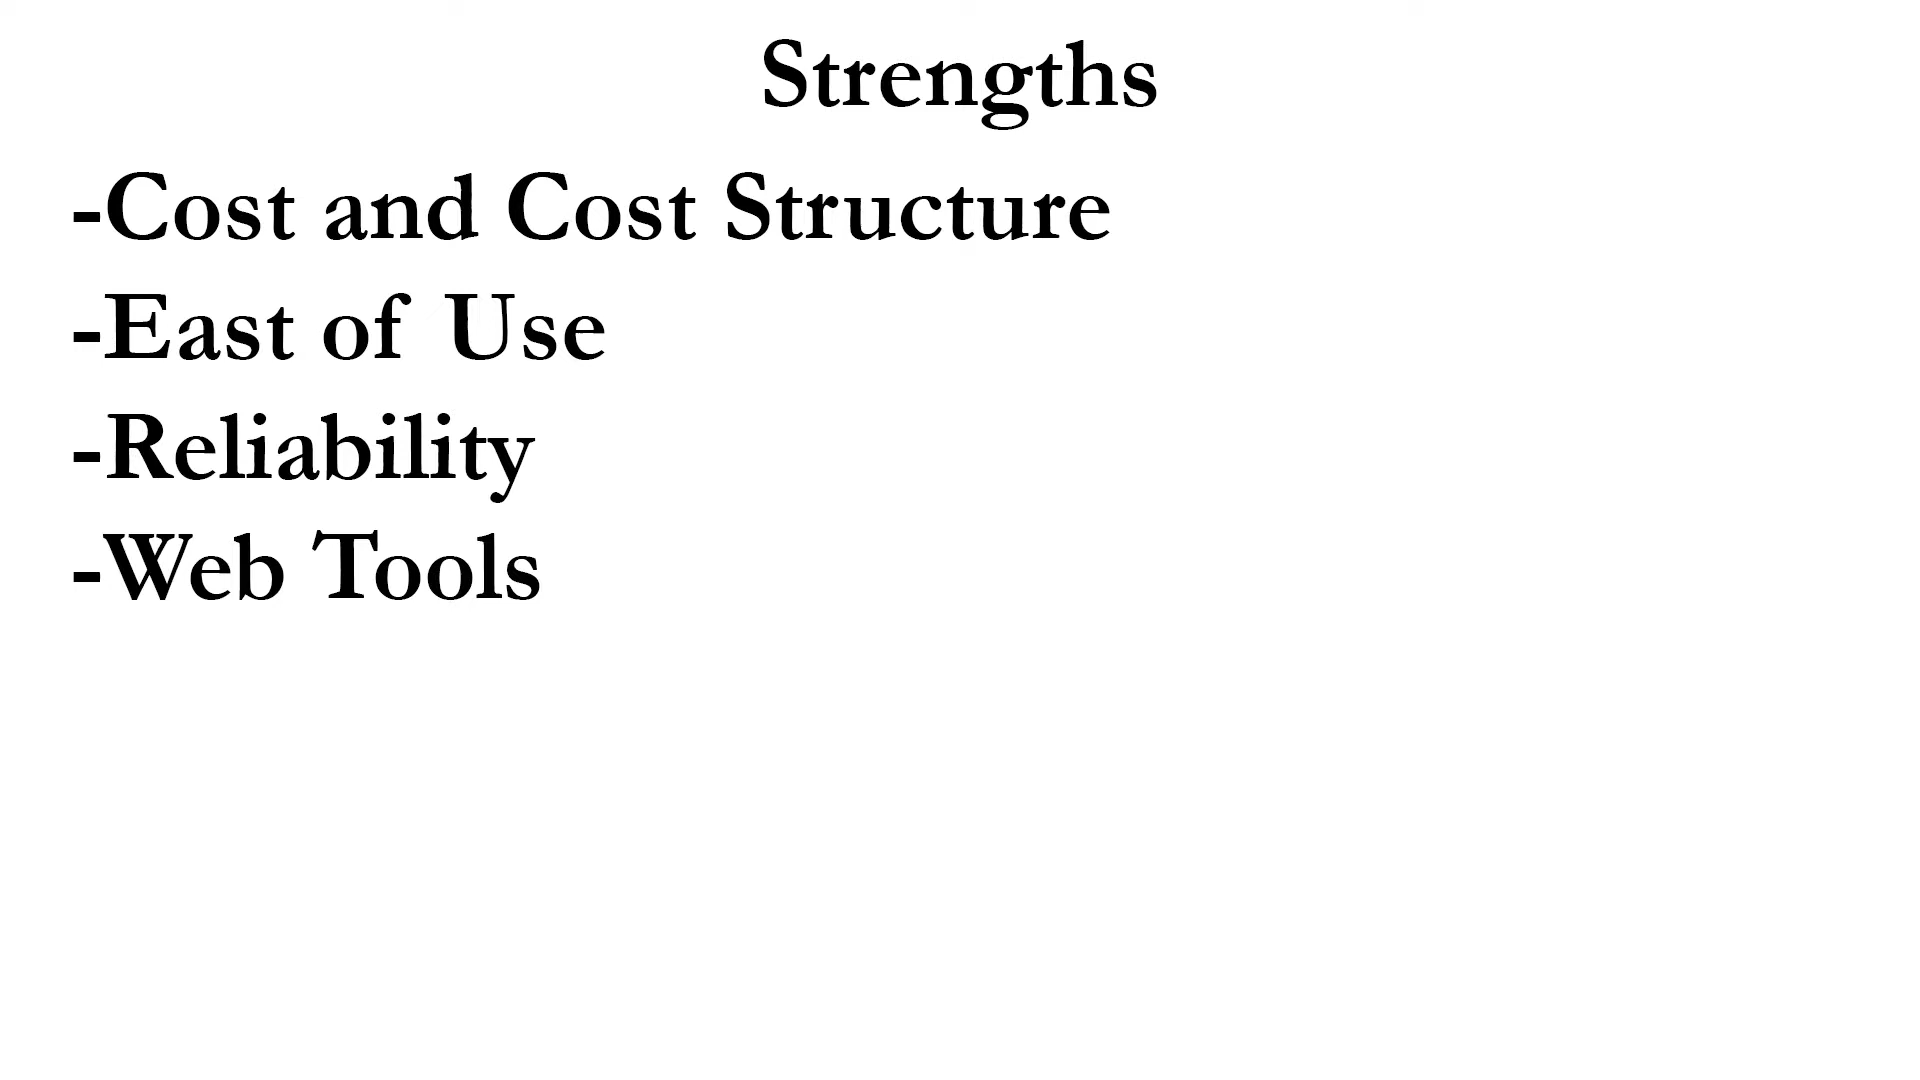 Strengths
-Cost and Cost Structure
-East of Use
-Reliability
-Web Tools